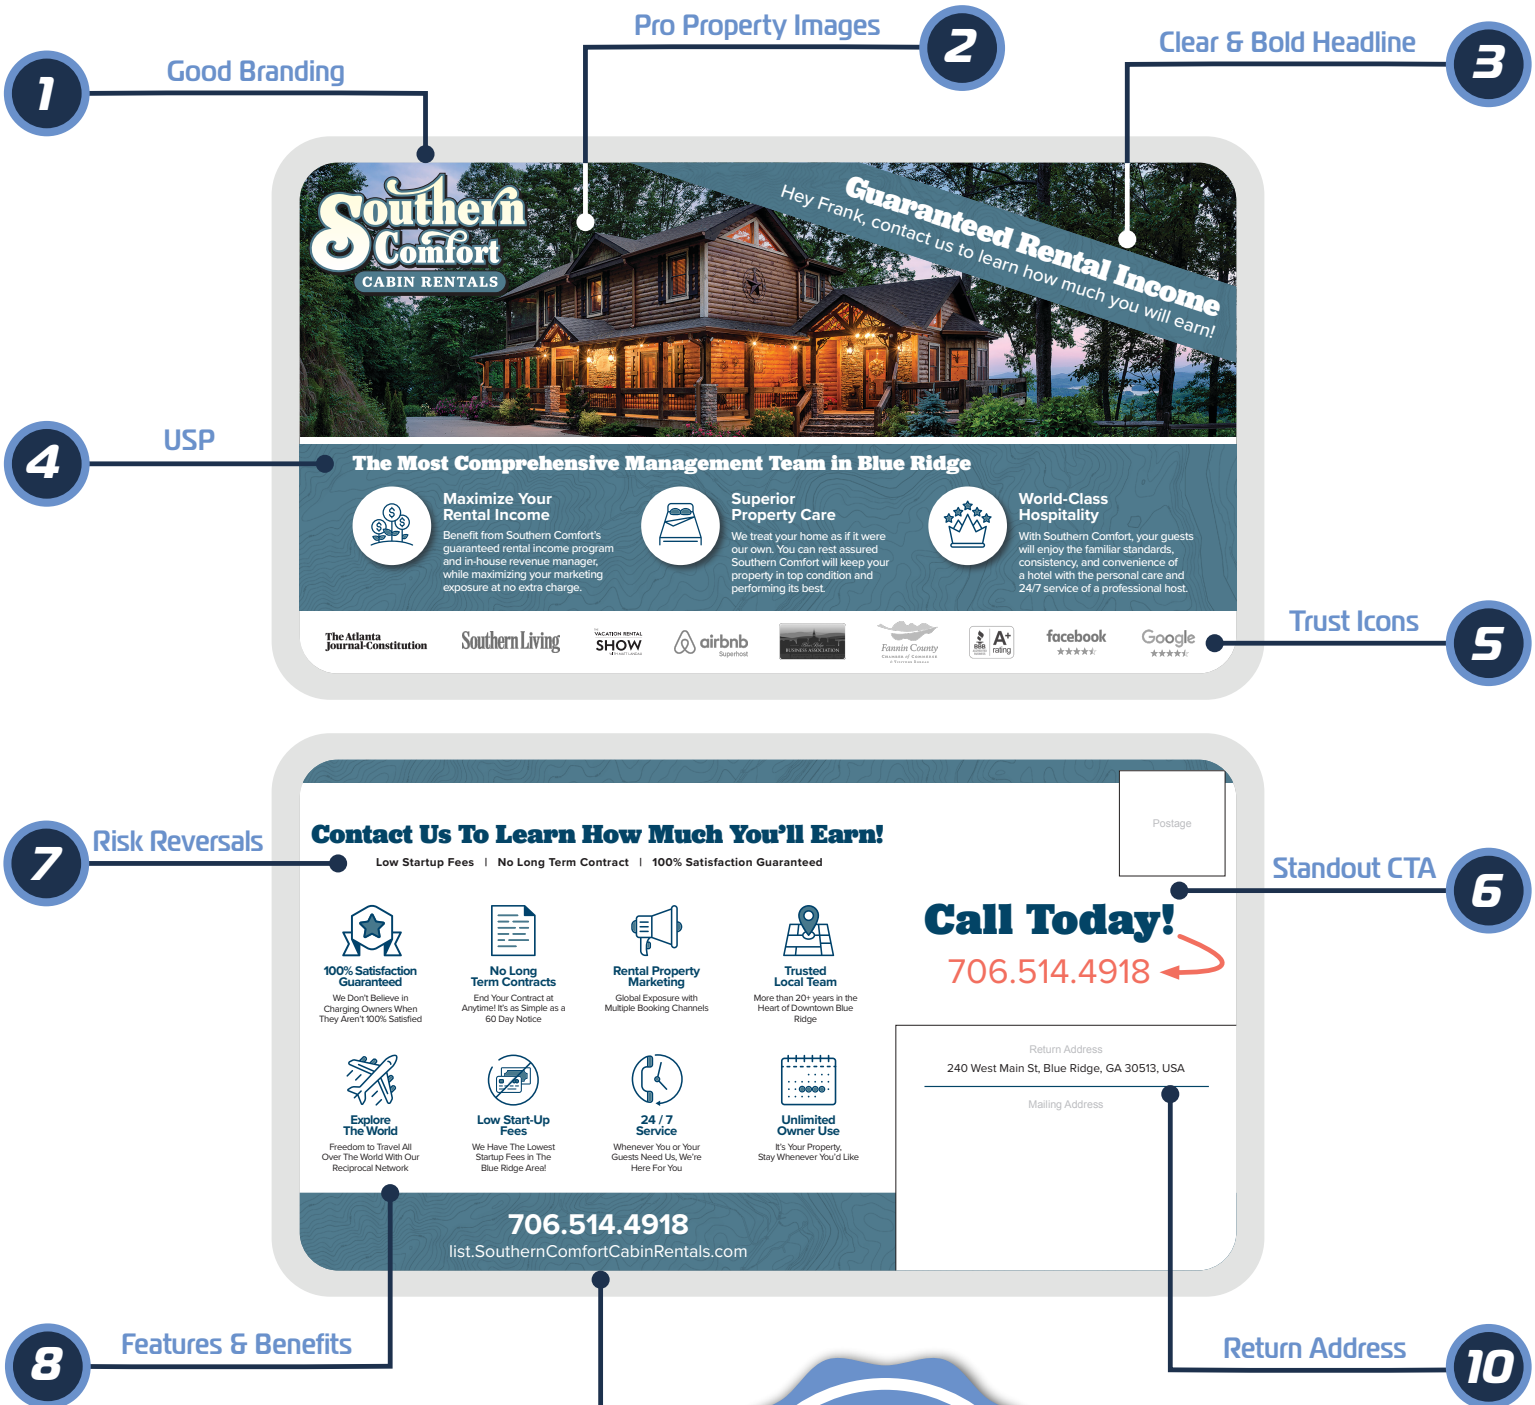 Pro Property Images
2
Clear & Bold Headline
3
1
Good Branding
Southern
Comfort
CABIN RENTALS
Guaranteed Rental Income
Hey Frank, contact us to learn how much you will earn!
4
USP
The Most Comprehensive Management Team in Blue Ridge
Maximize Your
Rental Income
Benefit from Southern Comfort's
guaranteed rental income program
and in-house revenue manager,
while maximizing your marketing
exposure at no extra charge.
Superior
Property Care
We treat your home as if it were
our own. You can rest assured
Southern Comfort will keep your
property in top condition and
performing its best.
World-Class
Hospitality
With Southern Comfort, your guests
will enjoy the familiar standards,
consistency, and convenience of
a hotel with the personal care and
24/7 service of a professional host.
Trust Icons
5
The Atlanta
Journal-Constitution
Southern Living
VACATION RENTAL
SHOW
airbnb
Superhost
BUSINESS ASSOCIATION
Fannin County
CHAMBER of COMMERCE
BBB
A+
rating
facebook
Google
7
Risk Reversals
Contact Us To Learn How Much You'll Earn!
Low Startup Fees | No Long Term Contract | 100% Satisfaction Guaranteed
Postage
Standout CTA
6
Call Today!
706.514.4918
100% Satisfaction
Guaranteed
We Don't Believe in
Charging Owners When
They Aren't 100% Satisfied
No Long
Term Contracts
End Your Contract at
Anytime! It's as Simple as a
60 Day Notice
Rental Property
Marketing
Global Exposure with
Multiple Booking Channels
Trusted
Local Team
More than 20+ years in the
Heart of Downtown Blue
Ridge
Explore
The World
Freedom to Travel All
Over The World With Our
Reciprocal Network
Low Start-Up
Fees
We Have The Lowest
Startup Fees in The
Blue Ridge Area!
24 / 7
Service
Whenever You or Your
Guests Need Us, We're
Here For You
Unlimited
Owner Use
It's Your Property,
Stay Whenever You'd Like
Return Address
240 West Main St, Blue Ridge, GA 30513, USA
Mailing Address
706.514.4918
list.SouthernComfortCabinRentals.com
8
Features & Benefits
Return Address
10